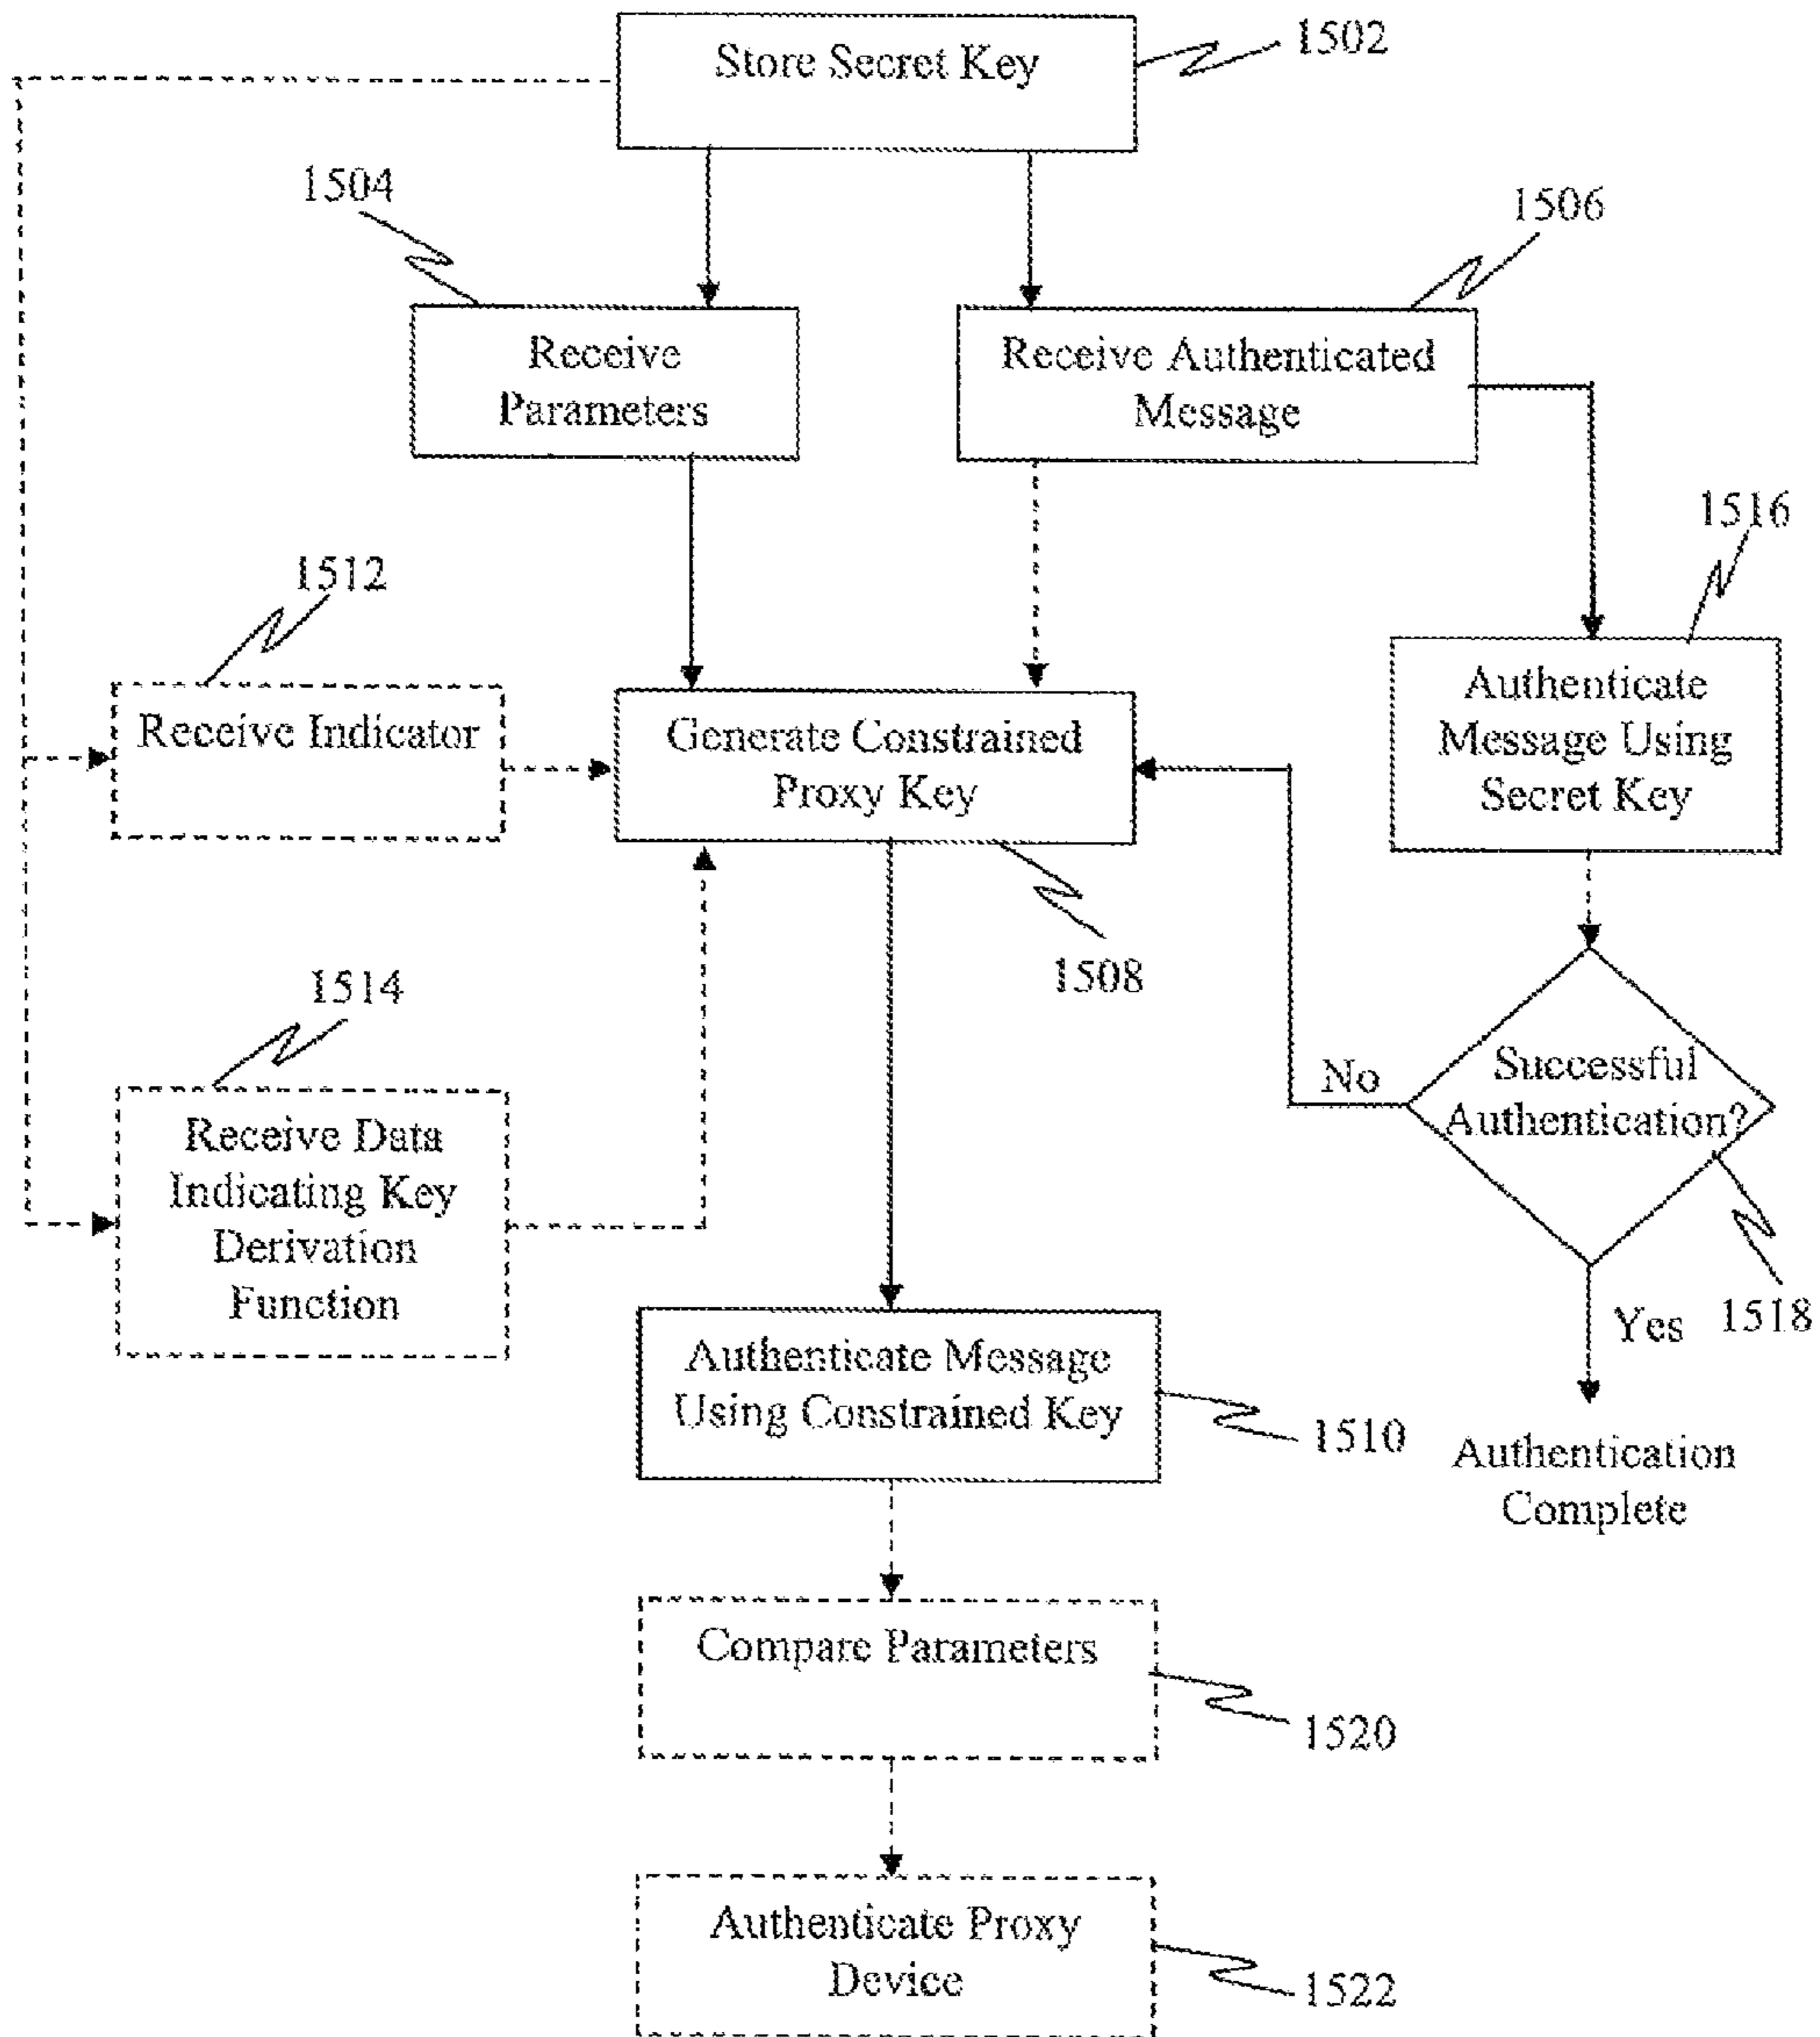 Store Secret Key
1502
1504
1506
Receive
Parameters
Receive Authenticated
Message
1516
1512
Authenticate
Message Using
Secret Key
Receive Indicator
Generate Constrained
Proxy Key
1508
1514
Successful
Authentication?
No
Receive Data
Indicating Key
Derivation
Function
1518
Yes
Authenticate Message
Using Constrained Key
1510
Authentication
Complete
Compare Parameters
1520
Authenticate Proxy
Device
1522